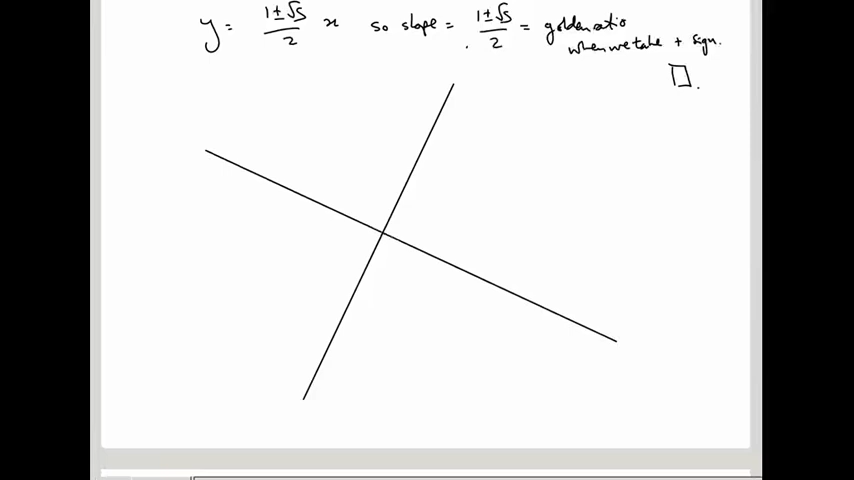 y = 1±√5/2 x so slope = 1±√5/2 = golden ratio
when we take + sign.
□.